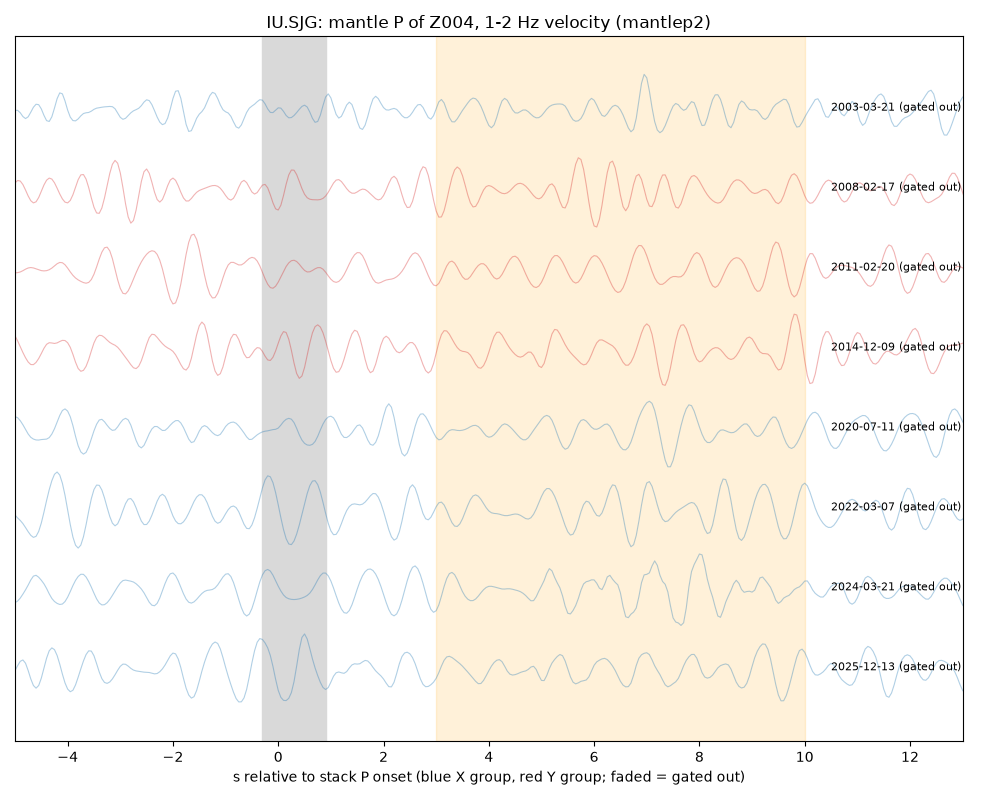 IU.SJG: mantle P of Z004, 1-2 Hz velocity (mantlep2)
2003-03-21 (gated out)
2008-02-17 (gated out)
2011-02-20 (gated out)
2014-12-09 (gated out)
2020-07-11 (gated out)
2022-03-07 (gated out)
2024-03-21 (gated out)
2025-12-13 (gated out)
−4 −2 0 2 4 6 8 10 12
s relative to stack P onset (blue X group, red Y group; faded = gated out)